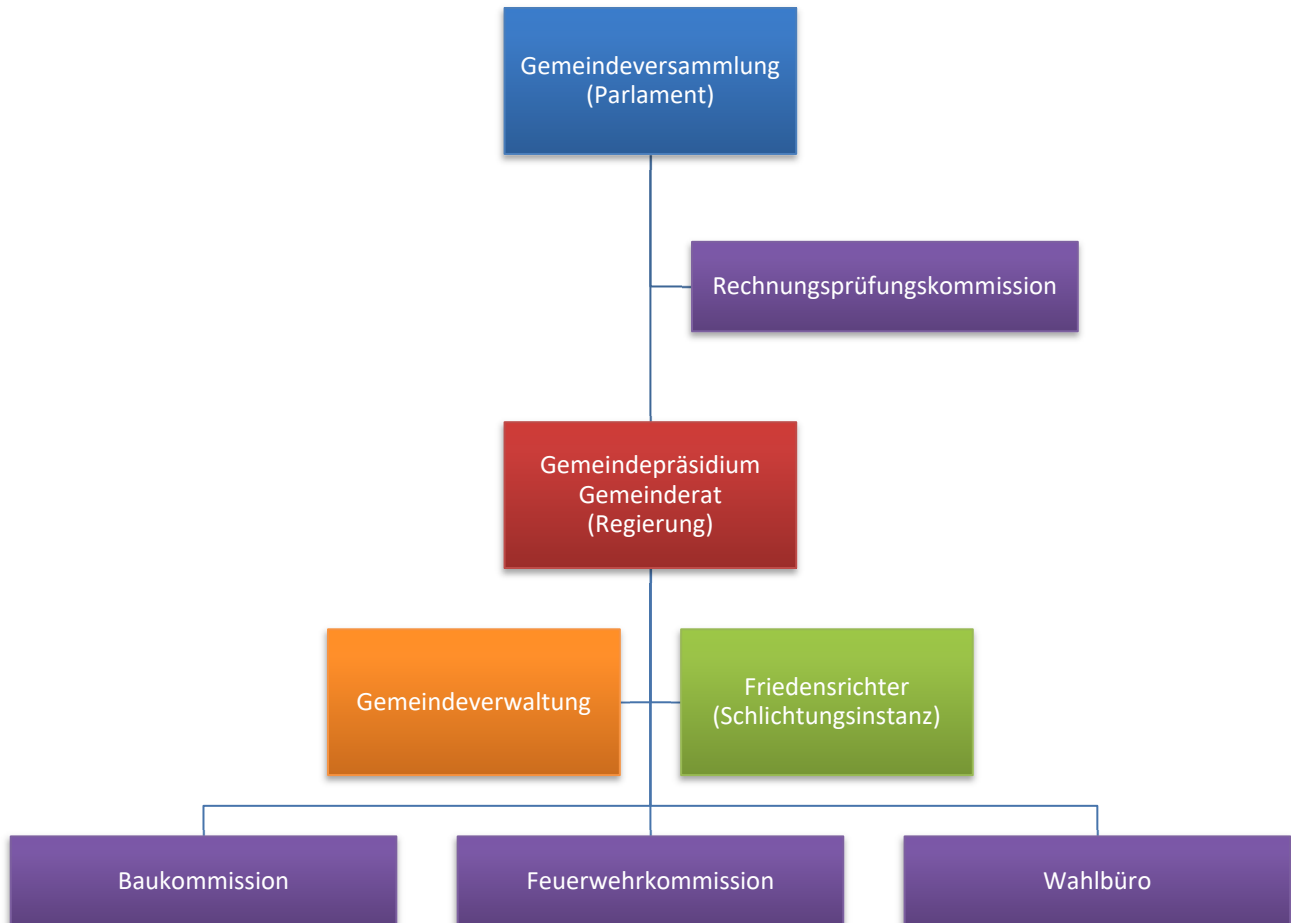 Gemeindeversammlung
(Parlament)
Rechnungsprüfungskommission
Gemeindepräsidium
Gemeinderat
(Regierung)
Gemeindeverwaltung
Friedensrichter
(Schlichtungsinstanz)
Baukommission
Feuerwehrkommission
Wahlbüro